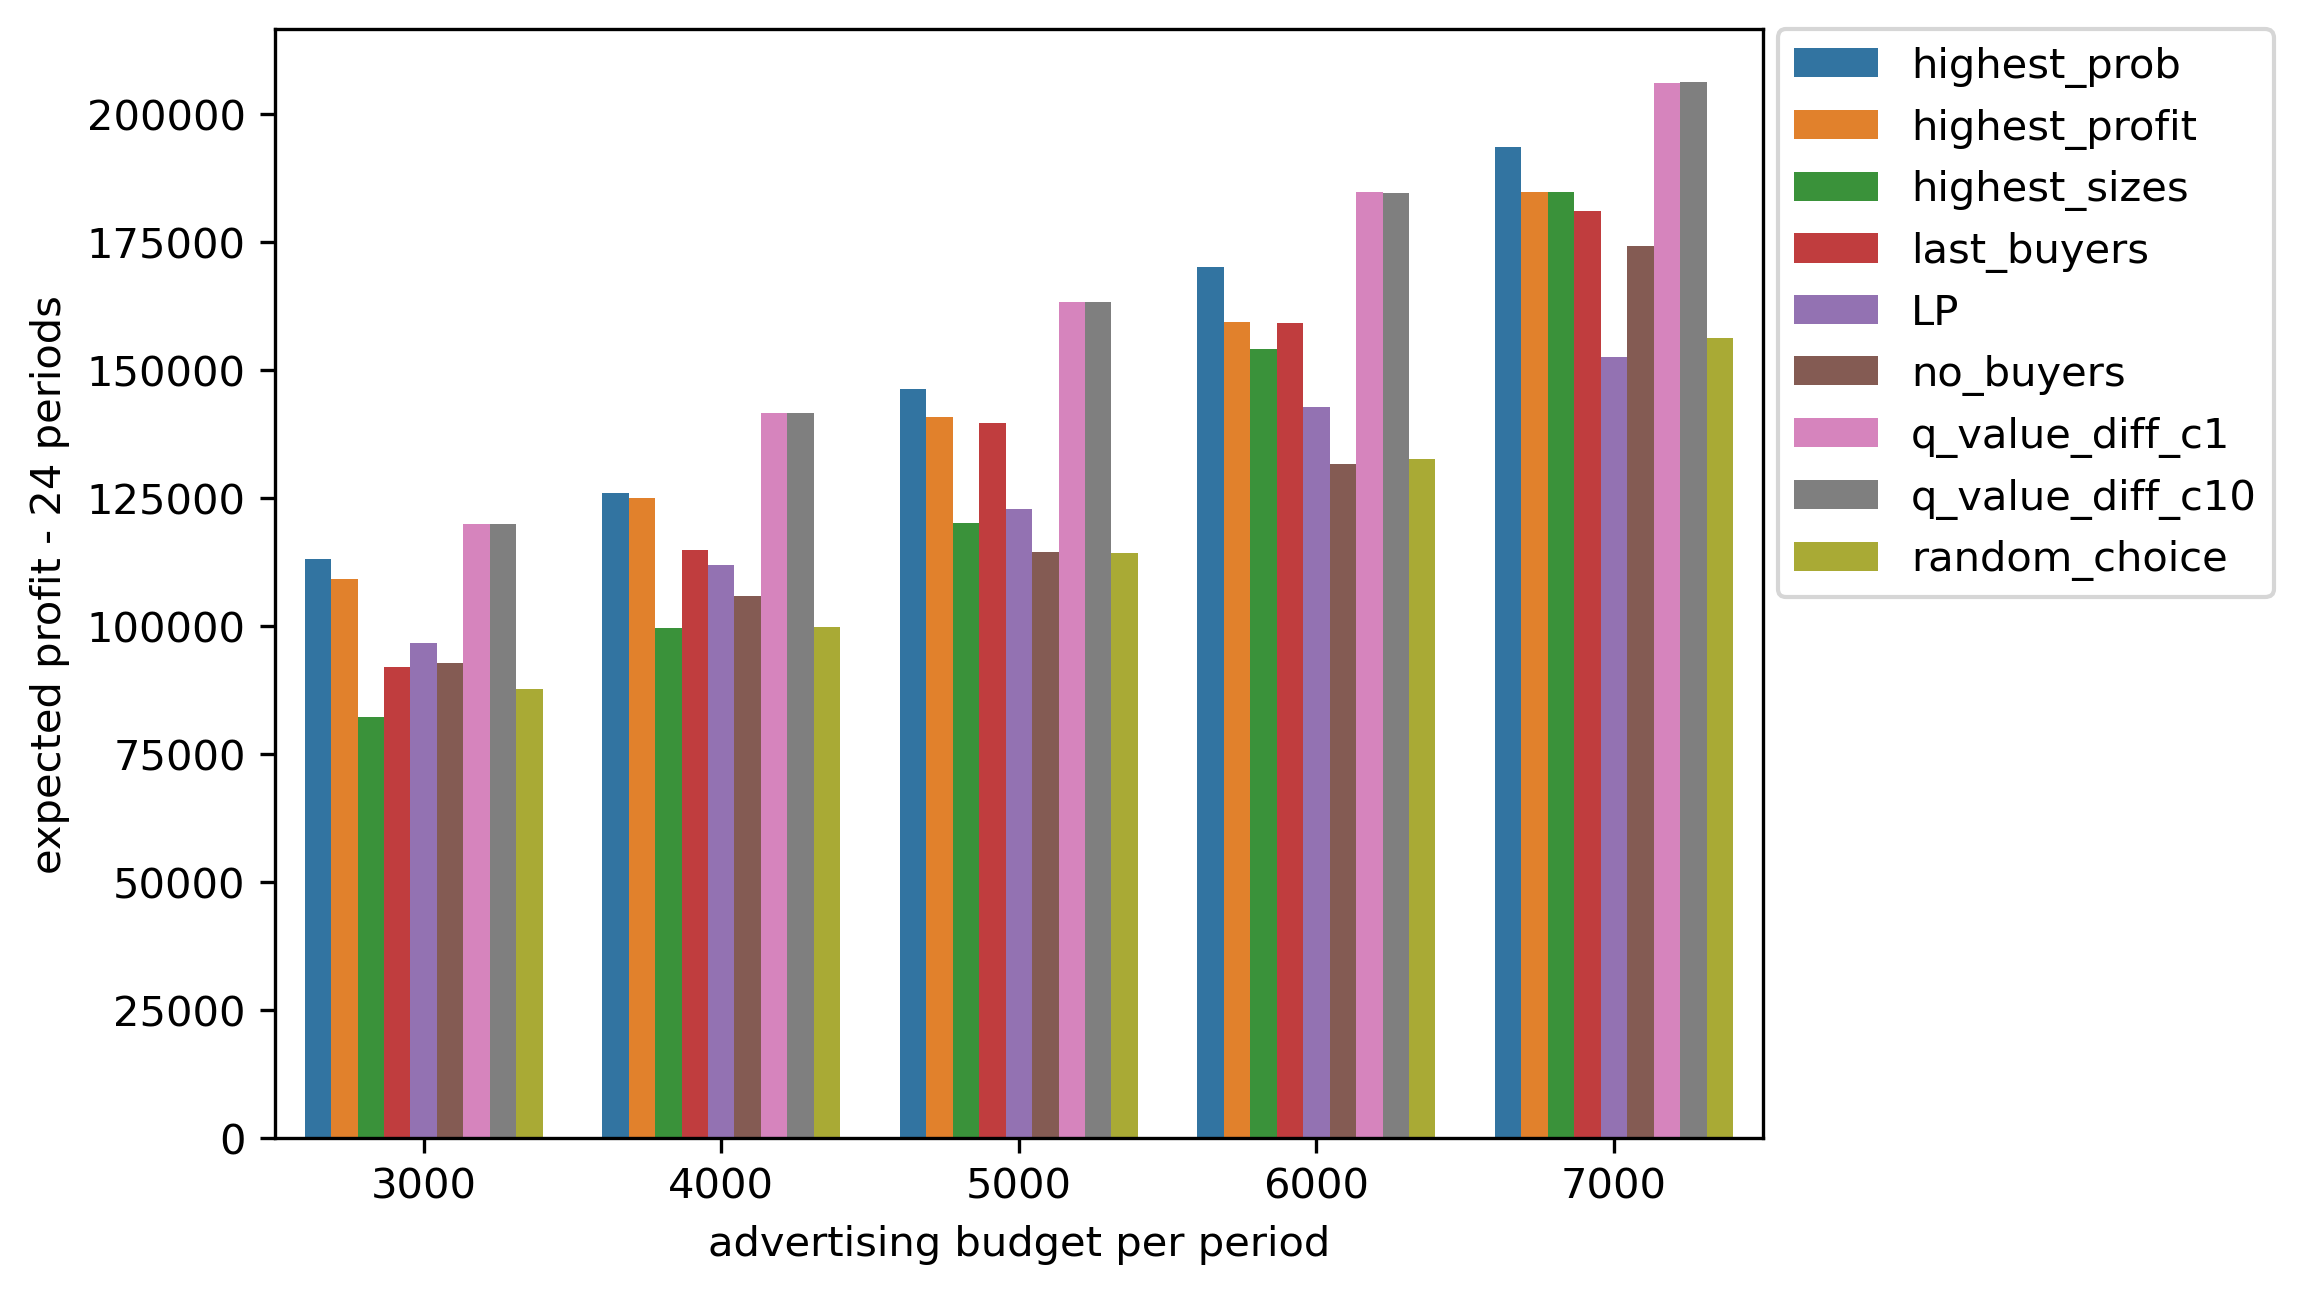 expected profit - 24 periods
200000
175000
150000
125000
100000
75000
50000
25000
0
3000 4000 5000 6000 7000
advertising budget per period
highest_prob
highest_profit
highest_sizes
last_buyers
LP
no_buyers
q_value_diff_c1
q_value_diff_c10
random_choice